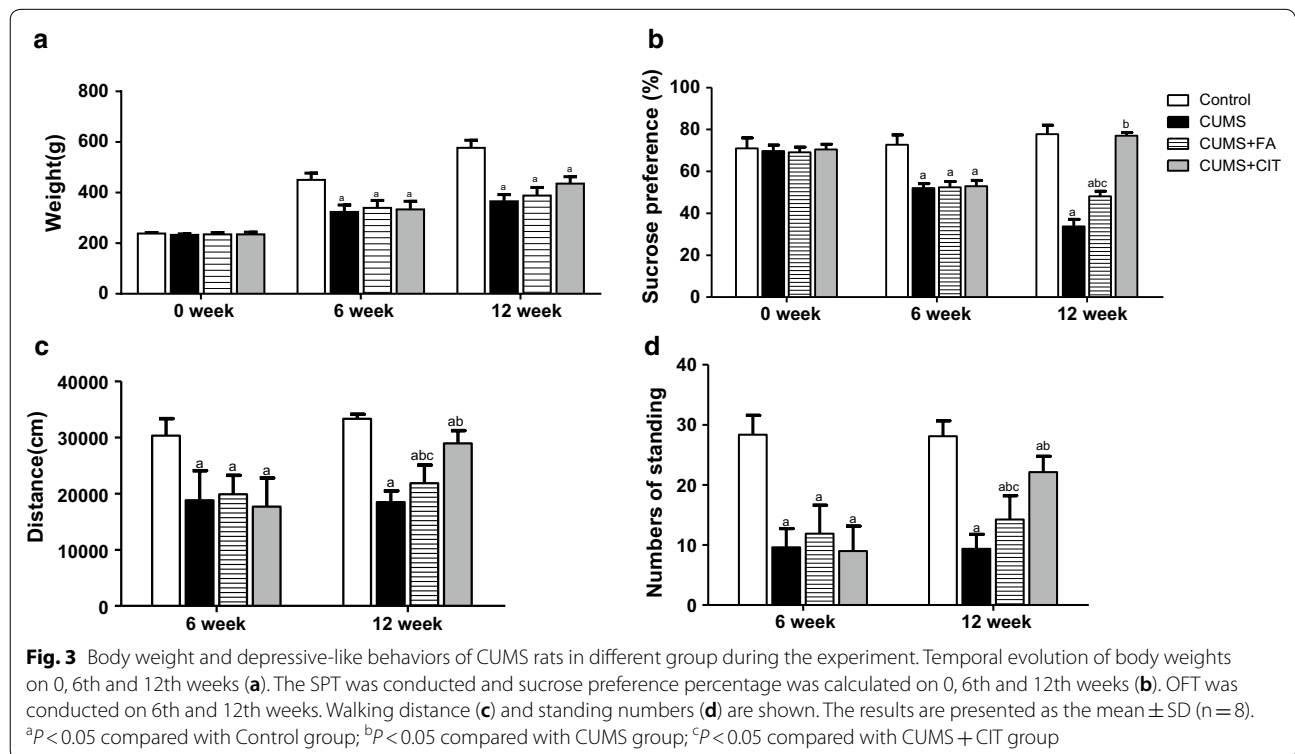 a
800
600
400
200
0
Weight(g)
a a a
a a a
0 week 6 week 12 week
b
100
80
60
40
20
0
Sucrose preference (%)
a a a
a abc b
0 week 6 week 12 week
Control
CUMS
CUMS+FA
CUMS+CIT
c
40000
30000
20000
10000
0
Distance(cm)
a a a
a abc ab
6 week 12 week
d
40
30
20
10
0
Numbers of standing
a a a
a abc ab
6 week 12 week
Fig. 3 Body weight and depressive-like behaviors of CUMS rats in different group during the experiment. Temporal evolution of body weights
on 0, 6th and 12th weeks (a). The SPT was conducted and sucrose preference percentage was calculated on 0, 6th and 12th weeks (b). OFT was
conducted on 6th and 12th weeks. Walking distance (c) and standing numbers (d) are shown. The results are presented as the mean ± SD (n = 8).
aP < 0.05 compared with Control group; bP < 0.05 compared with CUMS group; cP < 0.05 compared with CUMS + CIT group